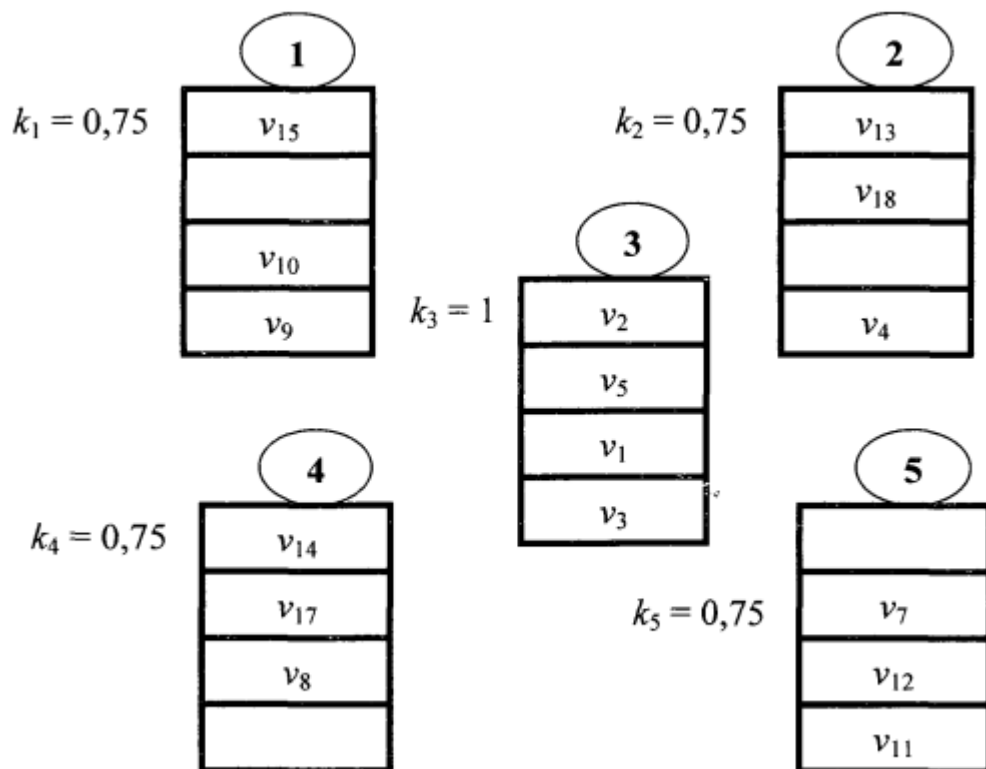 1
k₁ = 0,75
v₁₅
v₁₀
v₉
2
k₂ = 0,75
v₁₃
v₁₈
v₄
3
k₃ = 1
v₂
v₅
v₁
v₃
4
k₄ = 0,75
v₁₄
v₁₇
v₈
5
k₅ = 0,75
v₇
v₁₂
v₁₁